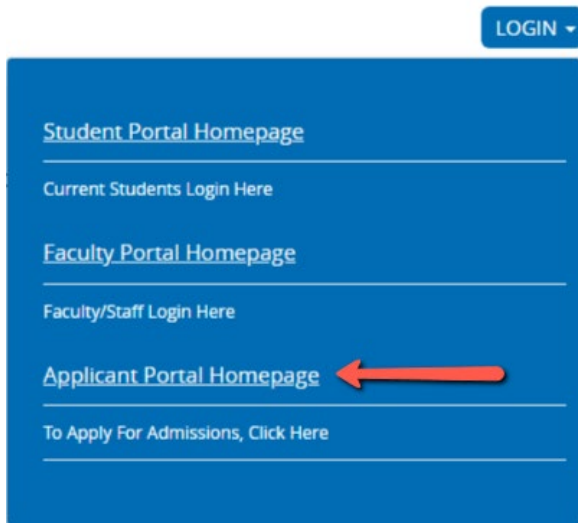 LOGIN
Student Portal Homepage
Current Students Login Here
Faculty Portal Homepage
Faculty/Staff Login Here
Applicant Portal Homepage
To Apply For Admissions, Click Here